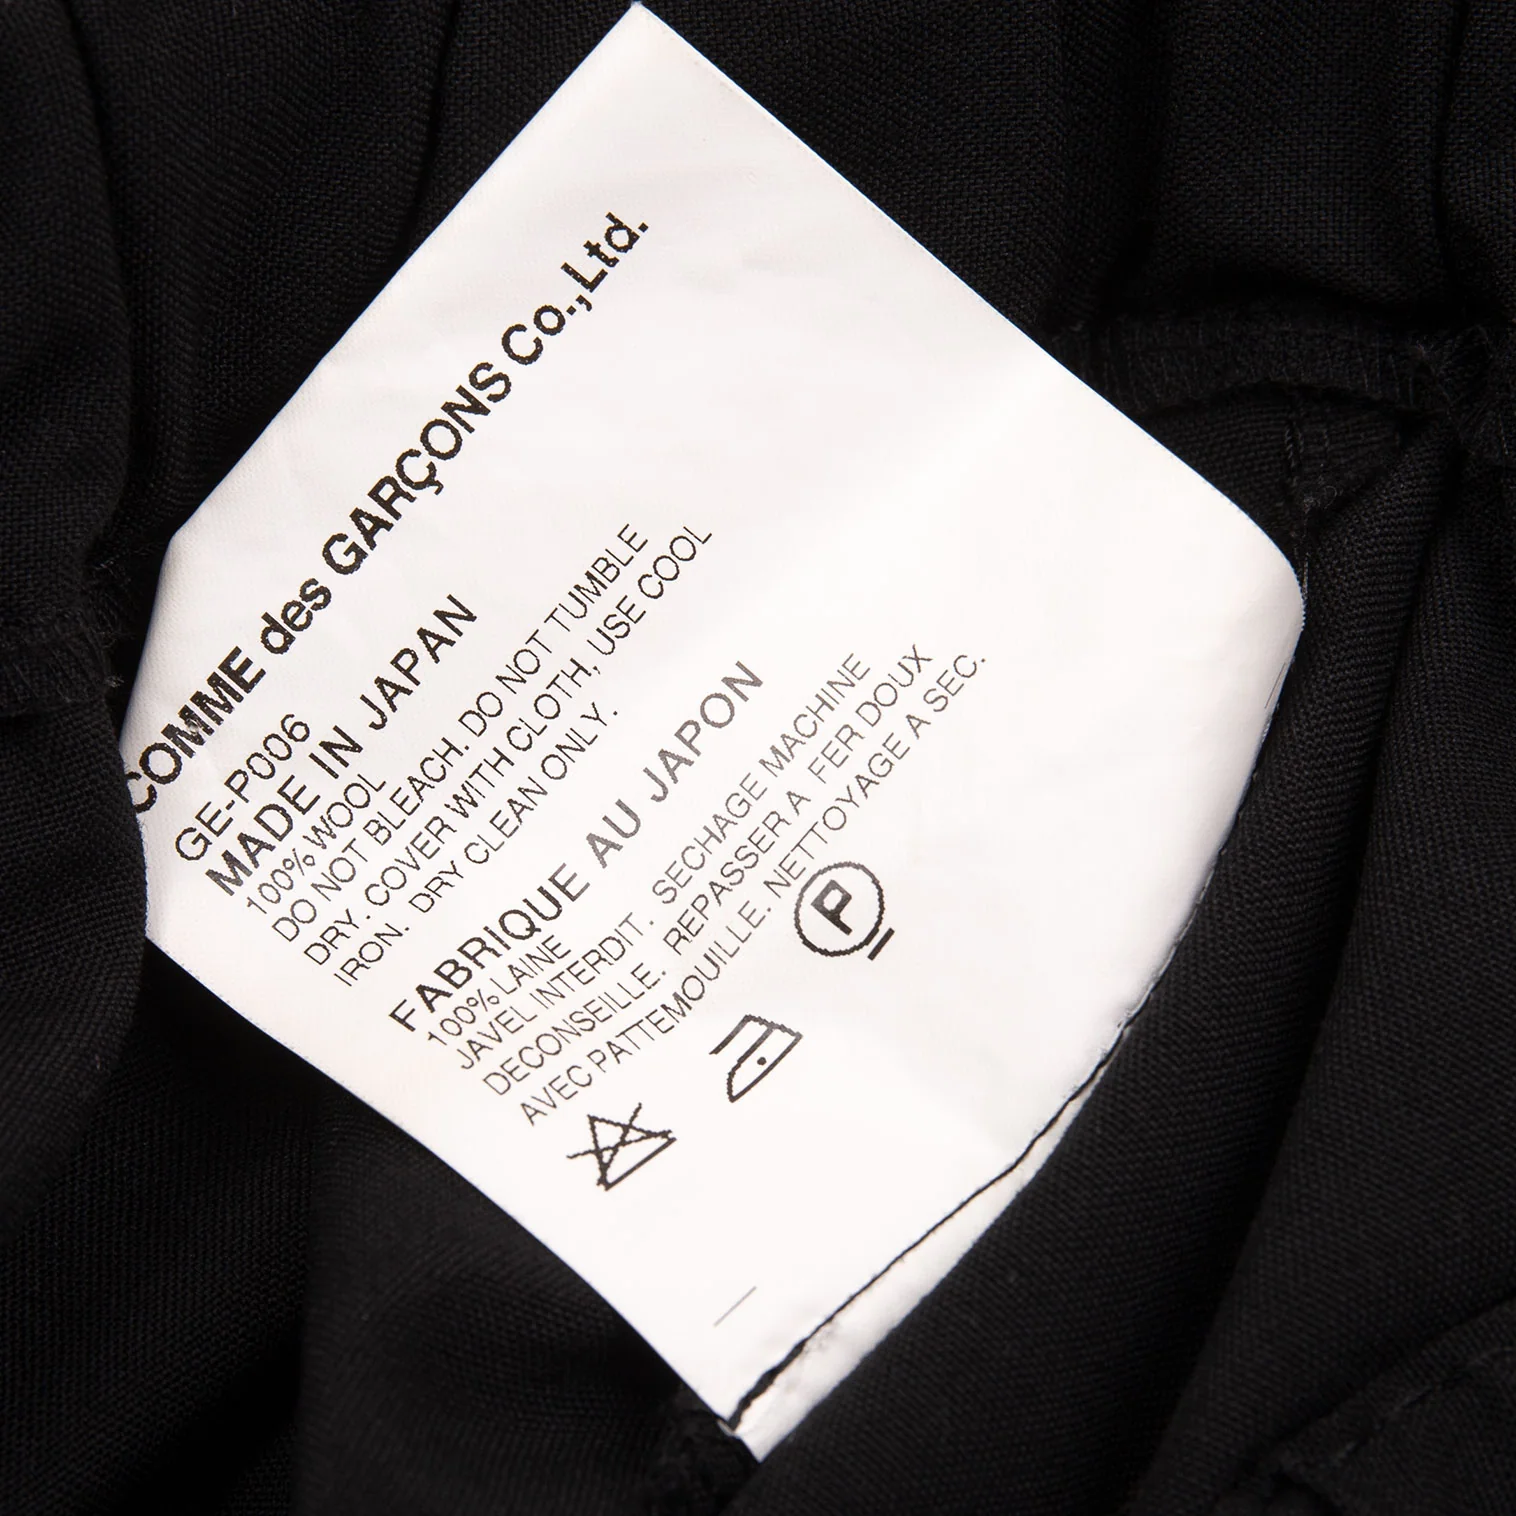 COMME des GARÇONS Co.,Ltd.
GE-P006
MADE IN JAPAN
100% WOOL
DO NOT BLEACH. DO NOT TUMBLE
DRY. COVER WITH CLOTH, USE COOL
IRON. DRY CLEAN ONLY.
FABRIQUE AU JAPON
100% LAINE
JAVEL INTERDIT. SECHAGE MACHINE
DECONSEILLE. REPASSER A FER DOUX
AVEC PATTEMOUILLE. NETTOYAGE A SEC.
P